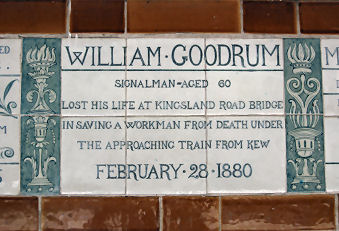 WILLIAM·GOODRUM
SIGNALMAN-AGED 60
LOST HIS LIFE AT KINGSLAND ROAD BRIDGE
IN SAVING A WORKMAN FROM DEATH UNDER
THE APPROACHING TRAIN FROM KEW
FEBRUARY·28·1880